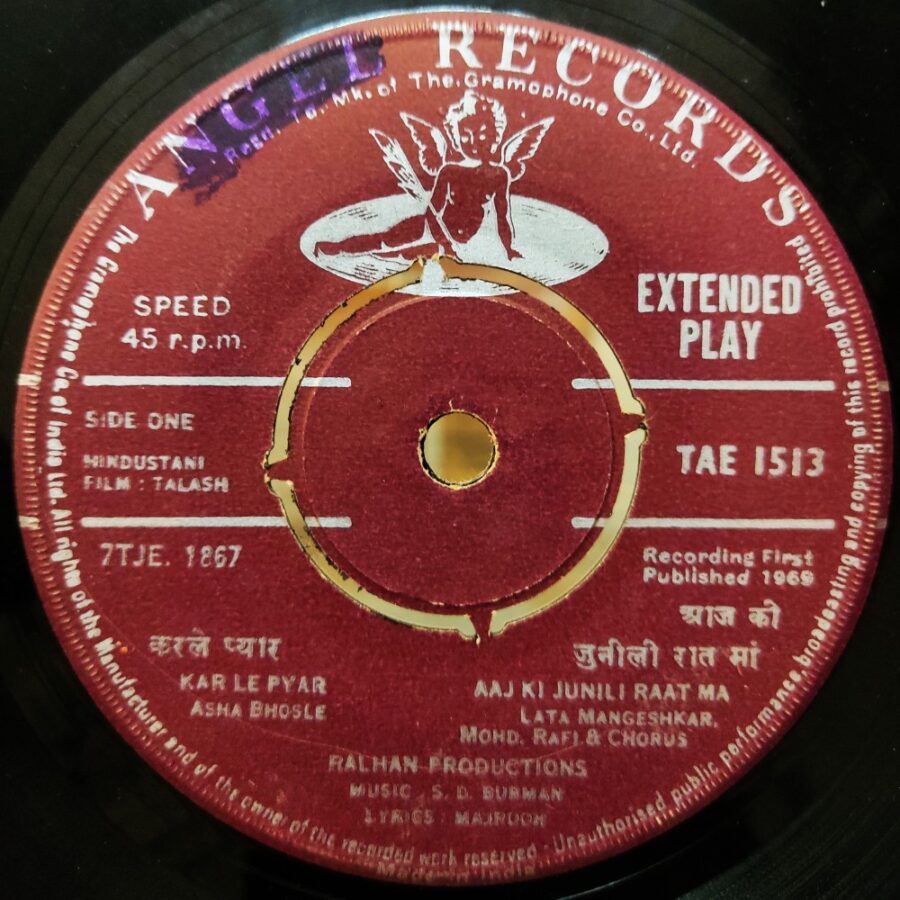 ANGEL RECORDS
Regd. Tr. Mk. of The Gramophone Co., Ltd.
SPEED
45 r.p.m.
EXTENDED
PLAY
SIDE ONE
HINDUSTANI
FILM : TALASH
TAE 1513
7TJE. 1867
Recording First
Published 1969
करले प्यार
KAR LE PYAR
ASHA BHOSLE
आज की
जुनीली रात मां
AAJ KI JUNILI RAAT MA
LATA MANGESHKAR,
MOHD. RAFI & CHORUS
RALHAN PRODUCTIONS
MUSIC : S. D. BURMAN
LYRICS : MAJROOH
The Gramophone Co. of India Ltd. All rights of the Manufacturer and of the owner of the recorded work reserved - Unauthorised public performance, broadcasting and copying of this record prohibited
Made in India